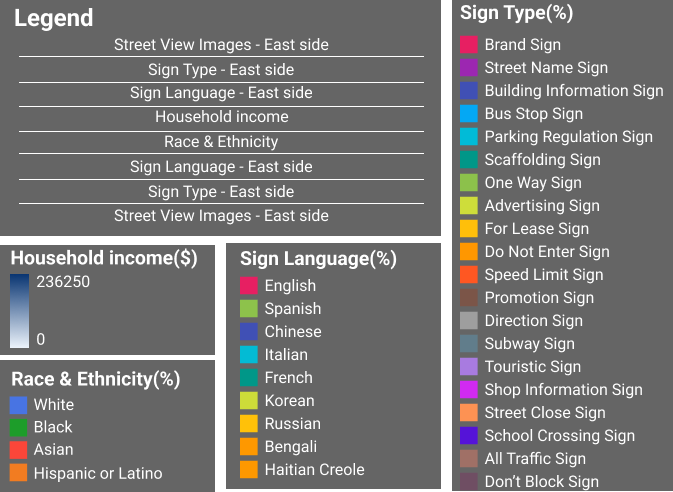 Legend
Street View Images - East side
Sign Type - East side
Sign Language - East side
Household income
Race & Ethnicity
Sign Language - East side
Sign Type - East side
Street View Images - East side
Household income($)
236250
0
Race & Ethnicity(%)
White
Black
Asian
Hispanic or Latino
Sign Language(%)
English
Spanish
Chinese
Italian
French
Korean
Russian
Bengali
Haitian Creole
Sign Type(%)
Brand Sign
Street Name Sign
Building Information Sign
Bus Stop Sign
Parking Regulation Sign
Scaffolding Sign
One Way Sign
Advertising Sign
For Lease Sign
Do Not Enter Sign
Speed Limit Sign
Promotion Sign
Direction Sign
Subway Sign
Touristic Sign
Shop Information Sign
Street Close Sign
School Crossing Sign
All Traffic Sign
Don't Block Sign